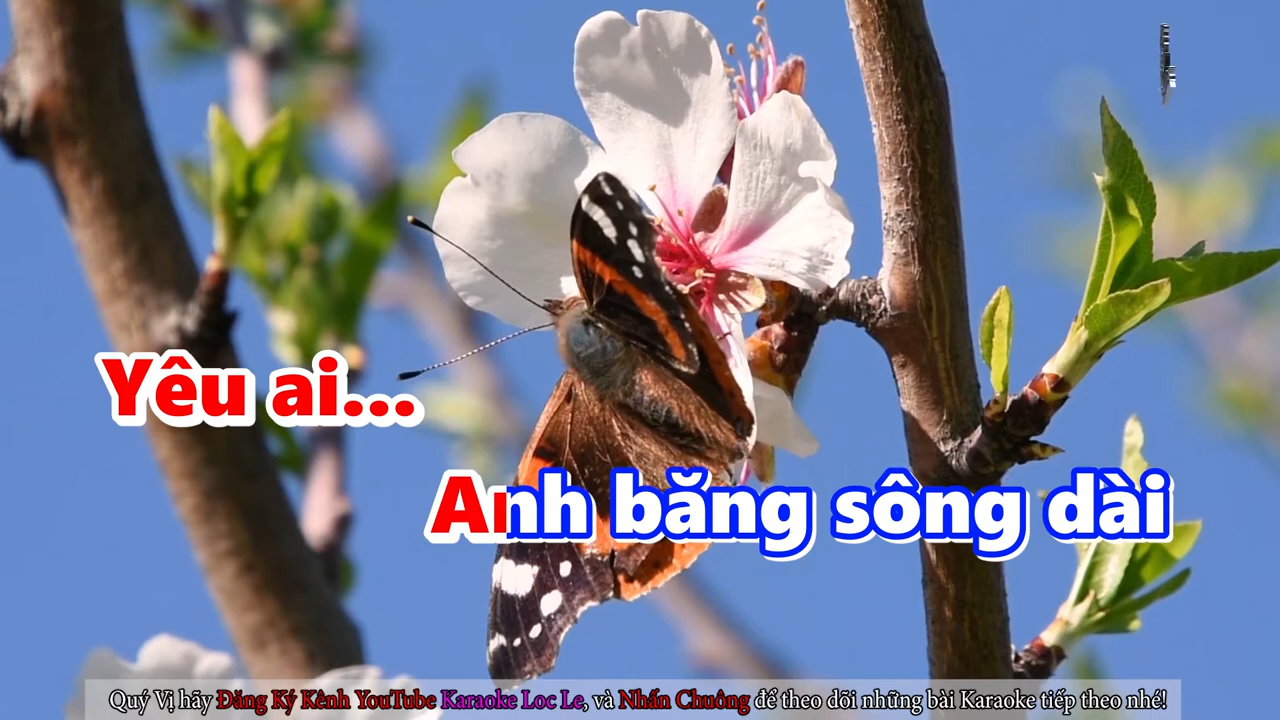 Yêu ai...
Anh băng sông dài
Quý Vị hãy Đăng Ký Kênh YouTube Karaoke Loc Le, và Nhấn Chuông để theo dõi những bài Karaoke tiếp theo nhé!